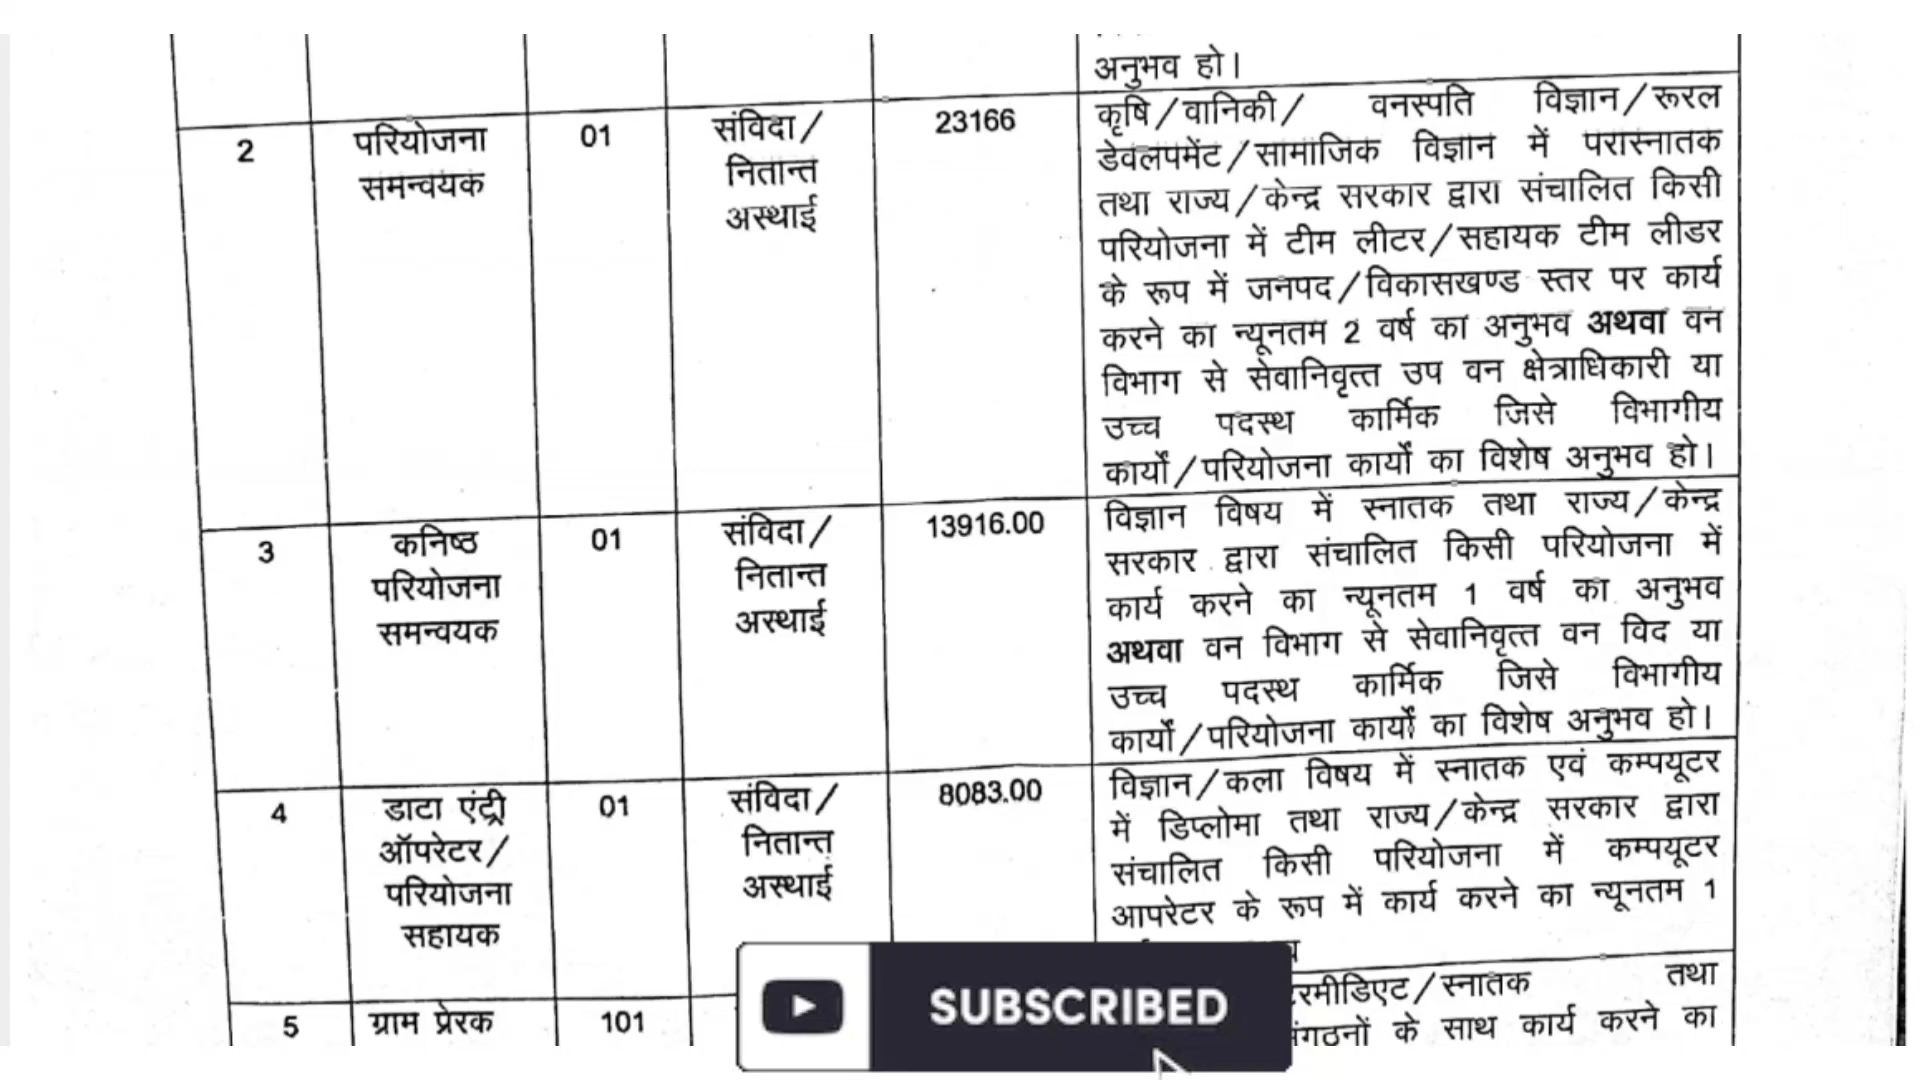 अनुभव हो।
2
परियोजना
समन्वयक
01
संविदा/
नितान्त
अस्थाई
23166
कृषि/वानिकी/ वनस्पति विज्ञान/रूरल
डेवलपमेंट/सामाजिक विज्ञान में परास्नातक
तथा राज्य/केन्द्र सरकार द्वारा संचालित किसी
परियोजना में टीम लीटर/सहायक टीम लीडर
के रूप में जनपद/विकासखण्ड स्तर पर कार्य
करने का न्यूनतम 2 वर्ष का अनुभव अथवा वन
विभाग से सेवानिवृत्त उप वन क्षेत्राधिकारी या
उच्च पदस्थ कार्मिक जिसे विभागीय
कार्यों/परियोजना कार्यों का विशेष अनुभव हो।
3
कनिष्ठ
परियोजना
समन्वयक
01
संविदा/
नितान्त
अस्थाई
13916.00
विज्ञान विषय में स्नातक तथा राज्य/केन्द्र
सरकार द्वारा संचालित किसी परियोजना में
कार्य करने का न्यूनतम 1 वर्ष का अनुभव
अथवा वन विभाग से सेवानिवृत्त वन विद या
उच्च पदस्थ कार्मिक जिसे विभागीय
कार्यों/परियोजना कार्यों का विशेष अनुभव हो।
4
डाटा एंट्री
ऑपरेटर/
परियोजना
सहायक
01
संविदा/
नितान्त
अस्थाई
8083.00
विज्ञान/कला विषय में स्नातक एवं कम्पयूटर
में डिप्लोमा तथा राज्य/केन्द्र सरकार द्वारा
संचालित किसी परियोजना में कम्पयूटर
आपरेटर के रूप में कार्य करने का न्यूनतम 1
5
ग्राम प्रेरक
101
रमीडिएट/स्नातक तथा
के साथ कार्य करने का
SUBSCRIBED